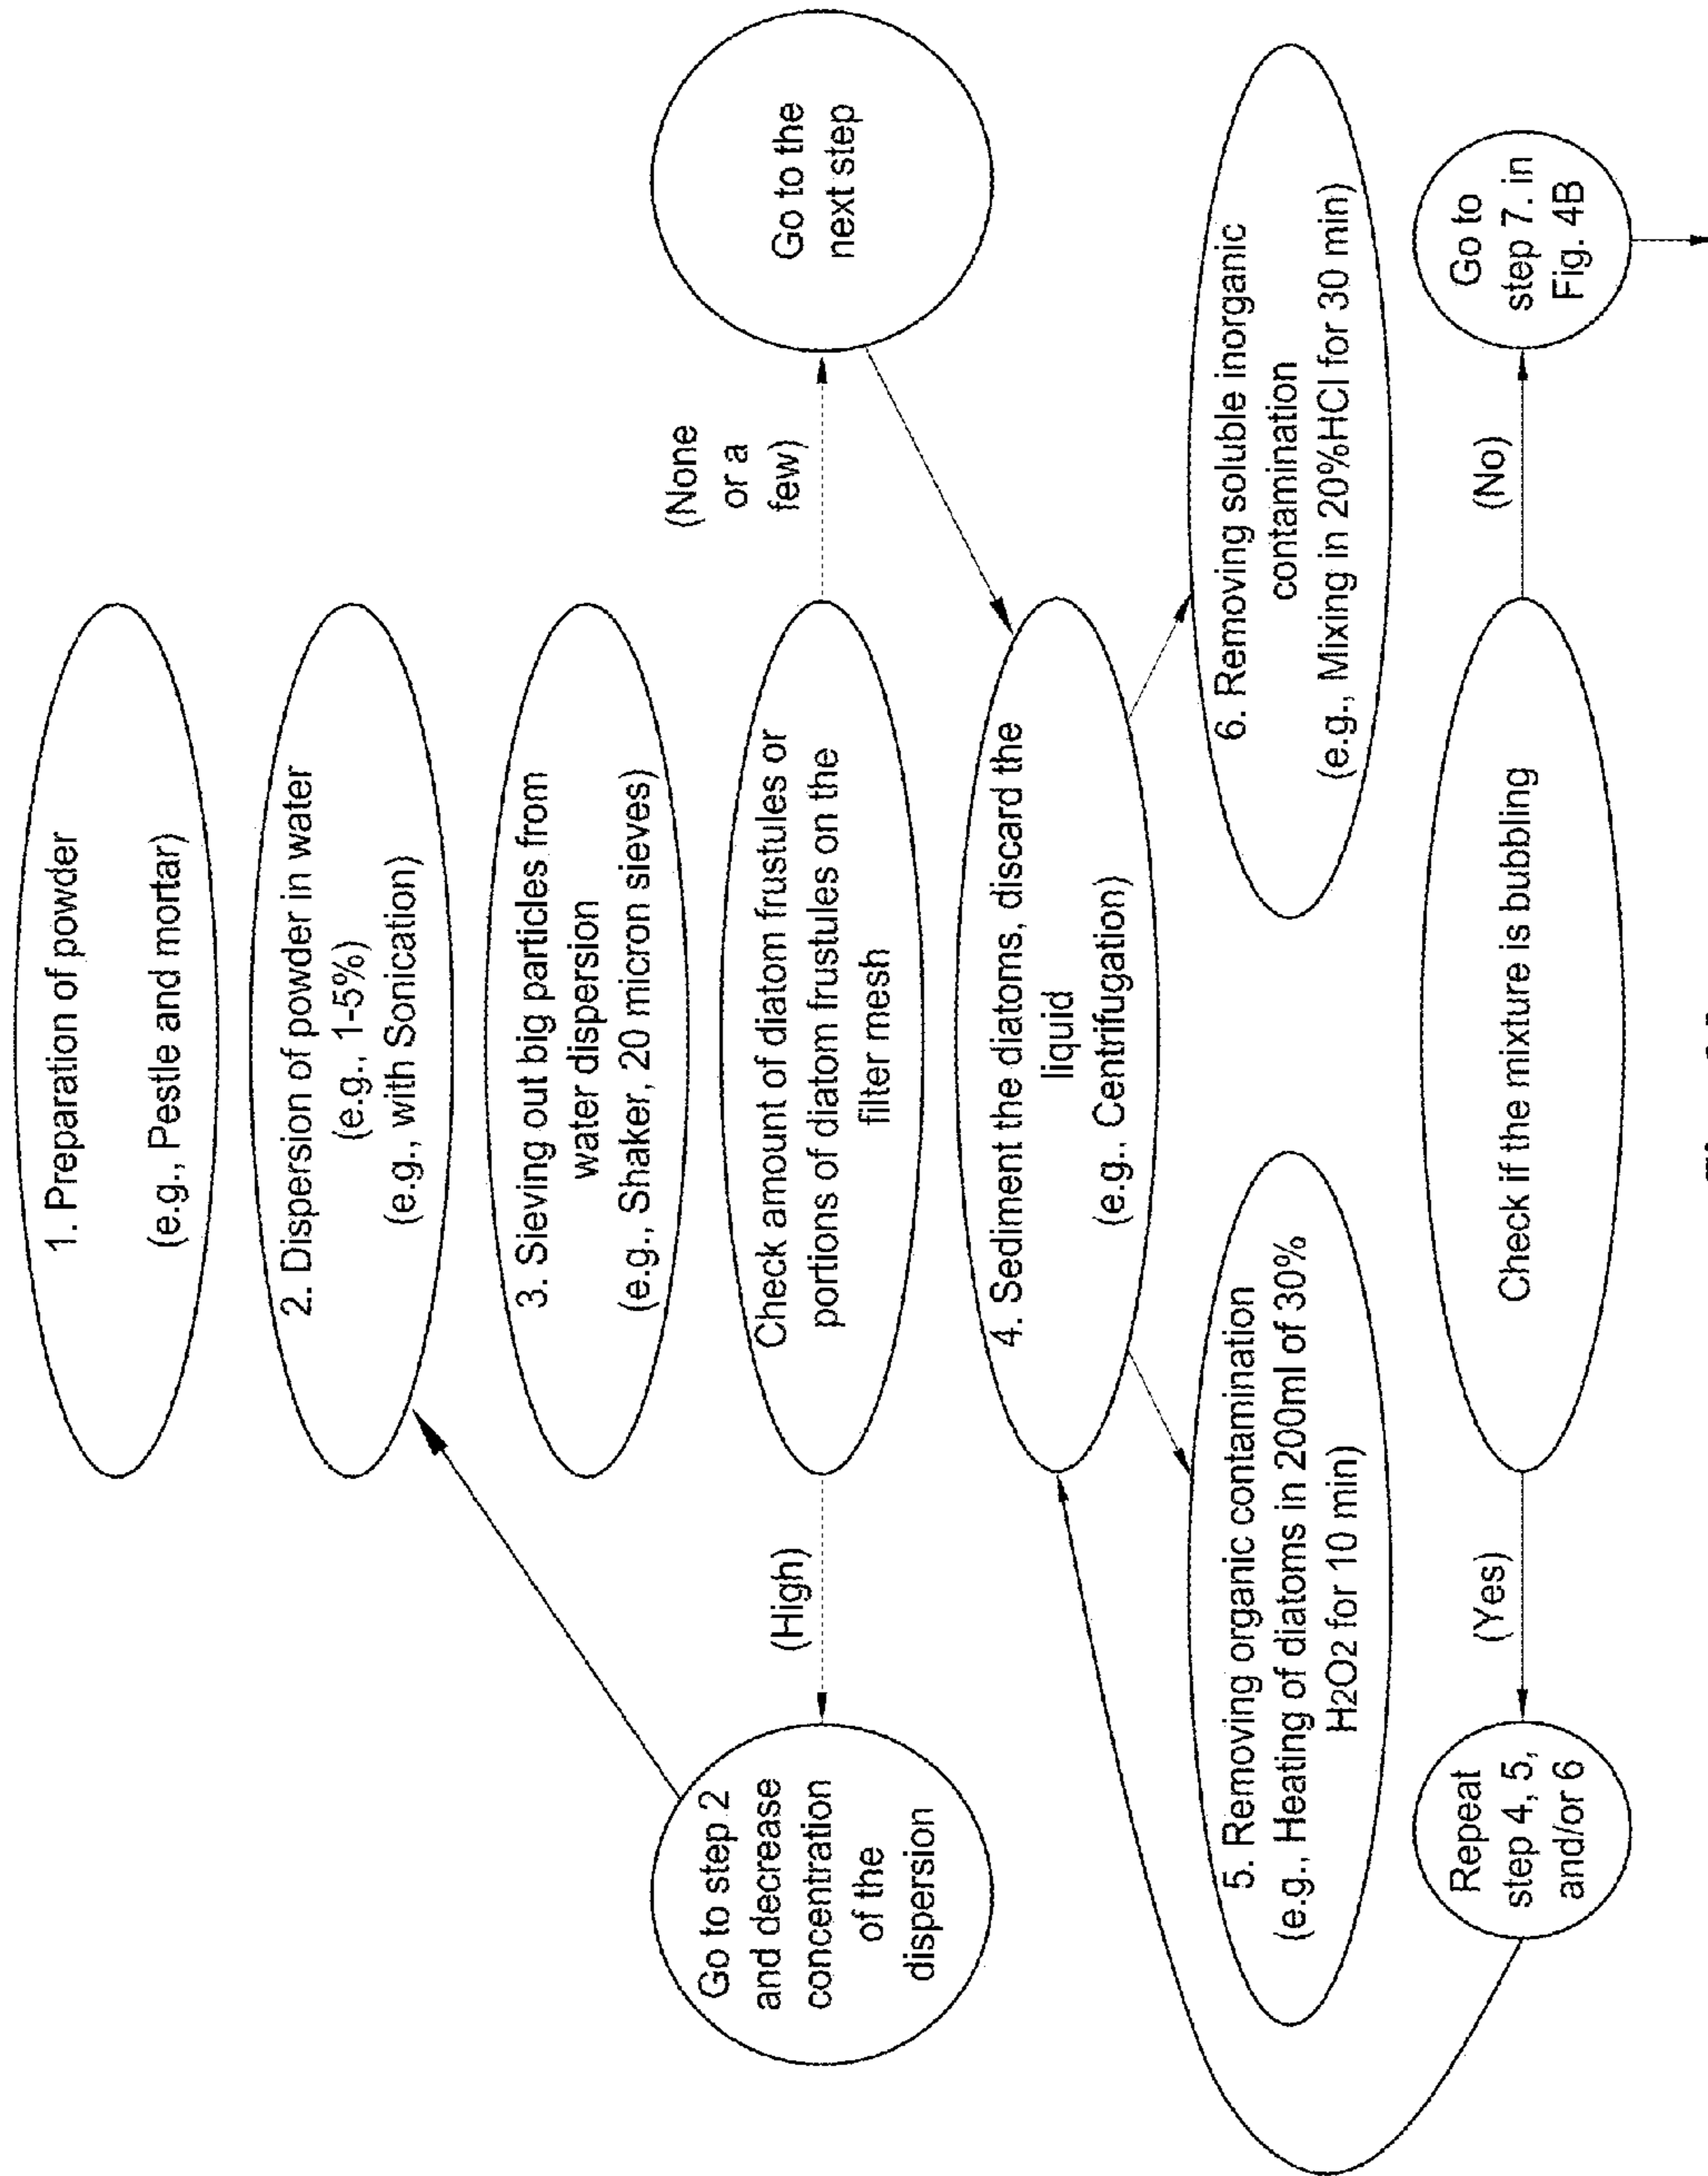 1. Preparation of powder
(e.g., Pestle and mortar)
2. Dispersion of powder in water
(e.g., 1-5%)
(e.g., with Sonication)
3. Sieving out big particles from
water dispersion
(e.g., Shaker, 20 micron sieves)
Check amount of diatom frustules or
portions of diatom frustules on the
filter mesh
(High)
Go to step 2
and decrease
concentration
of the
dispersion
(None
or a
few)
Go to the
next step
4. Sediment the diatoms, discard the
liquid
(e.g., Centrifugation)
5. Removing organic contamination
(e.g., Heating of diatoms in 200ml of 30%
H2O2 for 10 min)
6. Removing soluble inorganic
contamination
(e.g., Mixing in 20%HCl for 30 min)
Check if the mixture is bubbling
(Yes)
Repeat
step 4, 5,
and/or 6
(No)
Go to
step 7. in
Fig. 4B